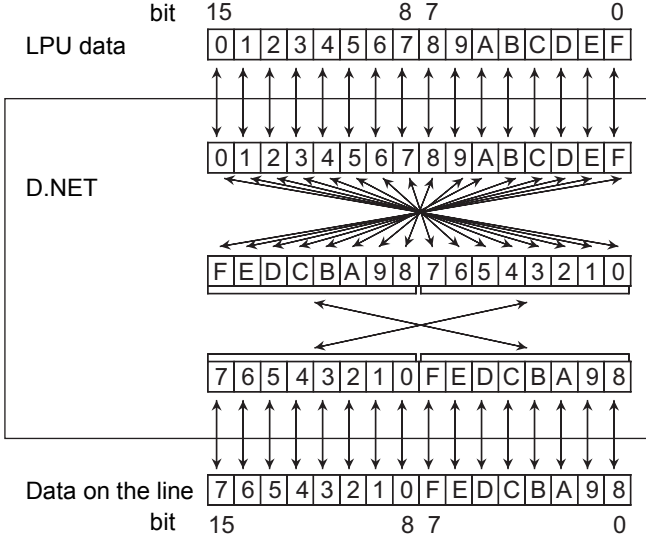 bit 15 8 7 0
LPU data 0 1 2 3 4 5 6 7 8 9 A B C D E F
0 1 2 3 4 5 6 7 8 9 A B C D E F
D.NET
F E D C B A 9 8 7 6 5 4 3 2 1 0
7 6 5 4 3 2 1 0 F E D C B A 9 8
Data on the line 7 6 5 4 3 2 1 0 F E D C B A 9 8
bit 15 8 7 0